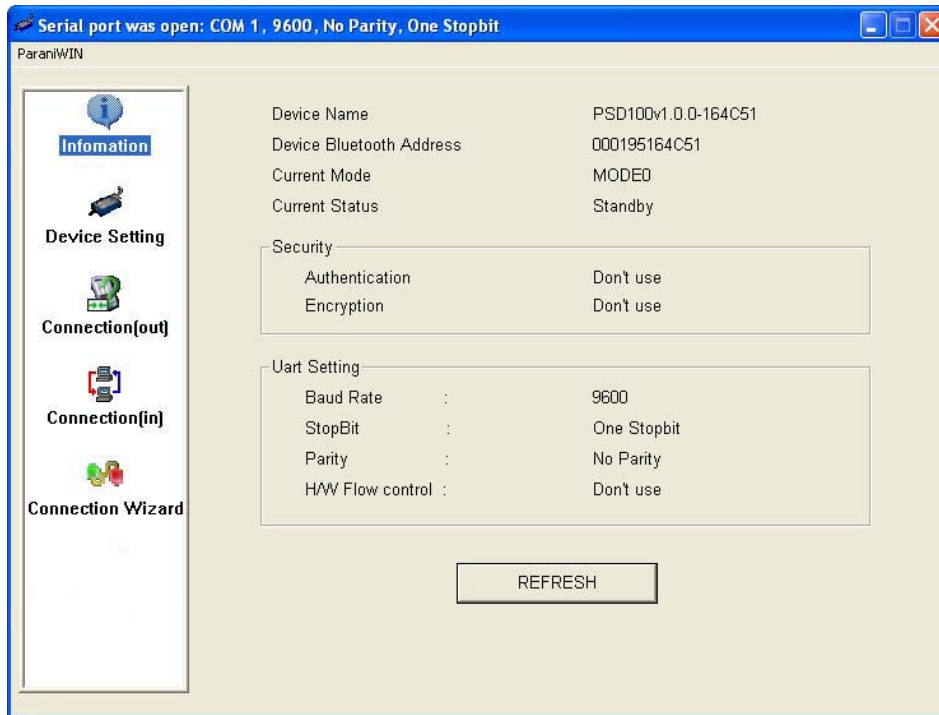 Serial port was open: COM 1, 9600, No Parity, One Stopbit
ParaniWIN
Infomation
Device Setting
Connection(out)
Connection(in)
Connection Wizard
Device Name PSD100v1.0.0-164C51
Device Bluetooth Address 000195164C51
Current Mode MODE0
Current Status Standby
Security
Authentication Don't use
Encryption Don't use
Uart Setting
Baud Rate : 9600
StopBit : One Stopbit
Parity : No Parity
H/W Flow control : Don't use
REFRESH